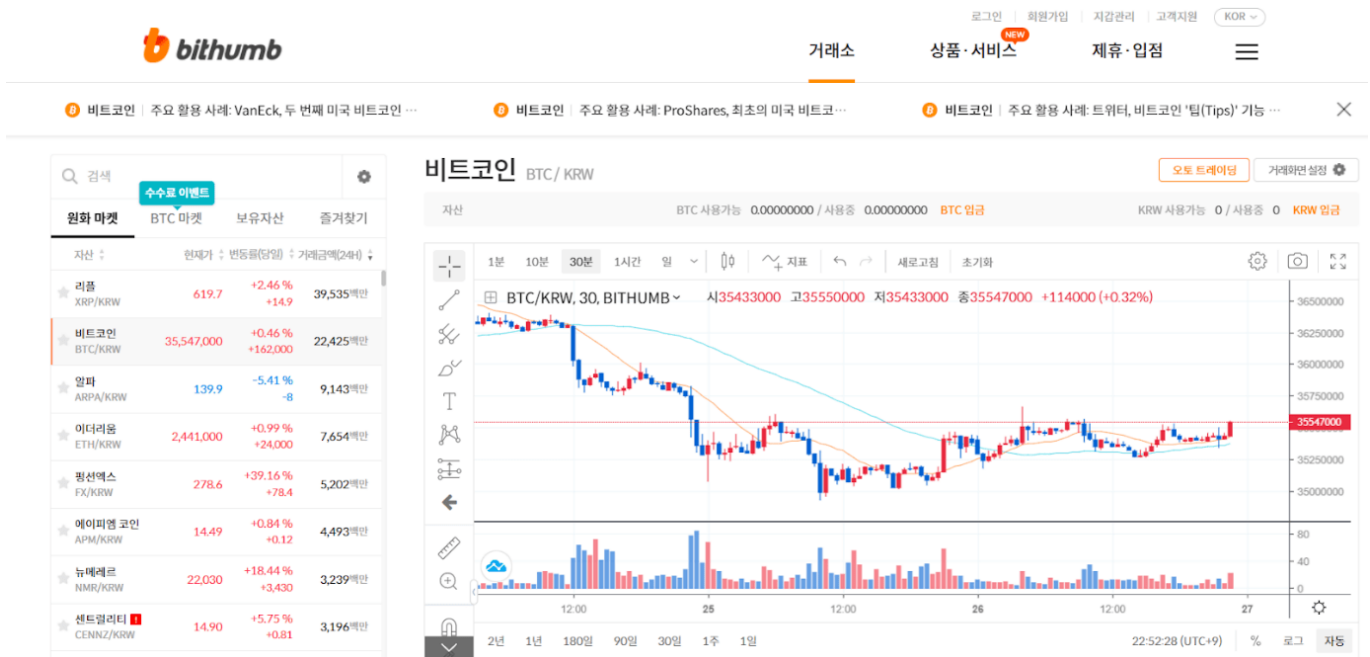 로그인 회원가입 지갑관리 고객지원 KOR
bithumb
거래소 상품·서비스 NEW 제휴·입점
비트코인 주요 활용 사례: VanEck, 두 번째 미국 비트코인 ···
비트코인 주요 활용 사례: ProShares, 최초의 미국 비트코···
비트코인 주요 활용 사례: 트위터, 비트코인 '팁(Tips)' 기능 ···
검색
수수료 이벤트
원화 마켓 BTC 마켓 보유자산 즐겨찾기
자산 현재가 변동률(당일) 거래금액(24H)
리플 XRP/KRW 619.7 +2.46 % +14.9 39,535백만
비트코인 BTC/KRW 35,547,000 +0.46 % +162,000 22,425백만
알파 ARPA/KRW 139.9 -5.41 % -8 9,143백만
이더리움 ETH/KRW 2,441,000 +0.99 % +24,000 7,654백만
펑션엑스 FX/KRW 278.6 +39.16 % +78.4 5,202백만
에이피엠 코인 APM/KRW 14.49 +0.84 % +0.12 4,493백만
뉴메레르 NMR/KRW 22,030 +18.44 % +3,430 3,239백만
센트럴리티 CENNZ/KRW 14.90 +5.75 % +0.81 3,196백만
비트코인 BTC/ KRW
오토 트레이딩 거래화면 설정
자산 BTC 사용가능 0.00000000 / 사용중 0.00000000 BTC 입금 KRW 사용가능 0 / 사용중 0 KRW 입금
1분 10분 30분 1시간 일 지표 새로고침 초기화
BTC/KRW, 30, BITHUMB 시35433000 고35550000 저35433000 종35547000 +114000 (+0.32%)
36500000
36250000
36000000
35750000
35547000
35250000
35000000
80
40
0
12:00 25 12:00 26 12:00 27
2년 1년 180일 90일 30일 1주 1일 22:52:28 (UTC+9) % 로그 자동